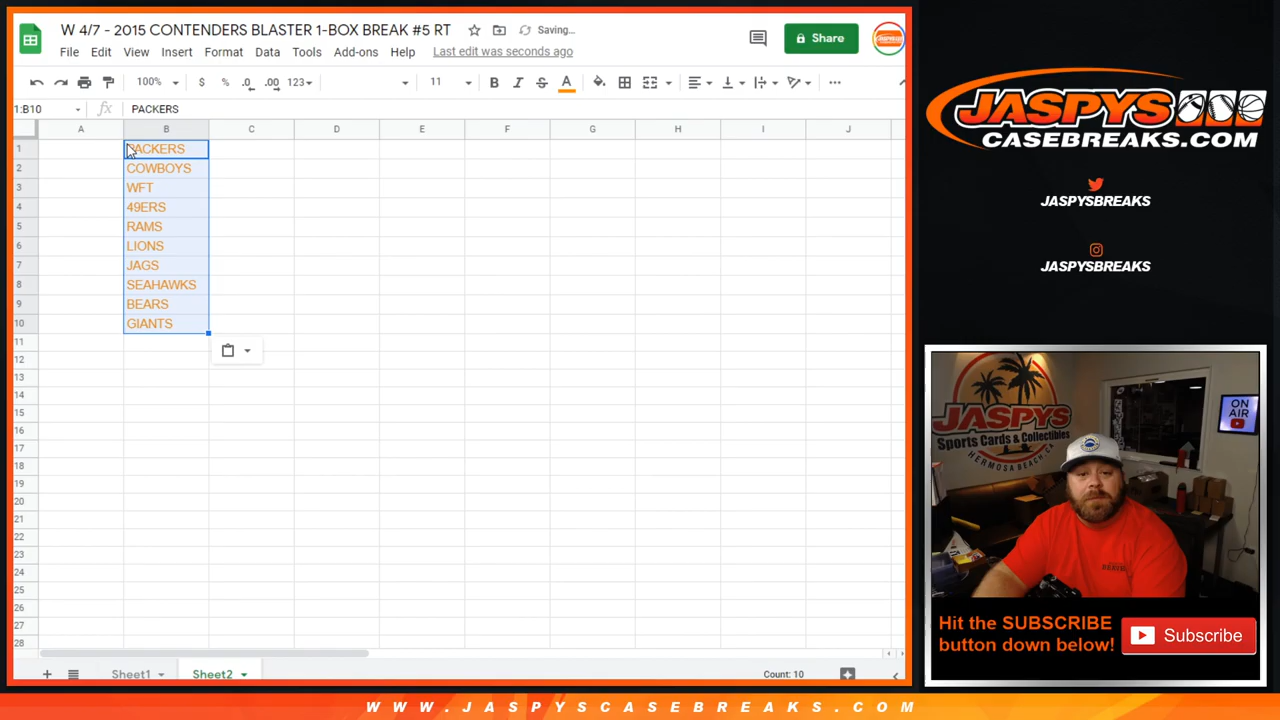 W 4/7 - 2015 CONTENDERS BLASTER 1-BOX BREAK #5 RT
Saving...
File Edit View Insert Format Data Tools Add-ons Help Last edit was seconds ago
Share
100% $ % .0 .00 123 11 B I S A
1:B10 fx PACKERS
A B C D E F G H I J
1 PACKERS
2 COWBOYS
3 WFT
4 49ERS
5 RAMS
6 LIONS
7 JAGS
8 SEAHAWKS
9 BEARS
10 GIANTS
11
12
13
14
15
16
17
18
19
20
21
22
23
24
25
26
27
28
Sheet1 Sheet2 Count: 10
JASPYS
CASEBREAKS.COM
JASPYSBREAKS
JASPYSBREAKS
JASPYS
Sports Cards & Collectibles
HERMOSA BEACH, CA
ON
AIR
Hit the SUBSCRIBE
button down below!
Subscribe
WWW.JASPYSCASEBREAKS.COM